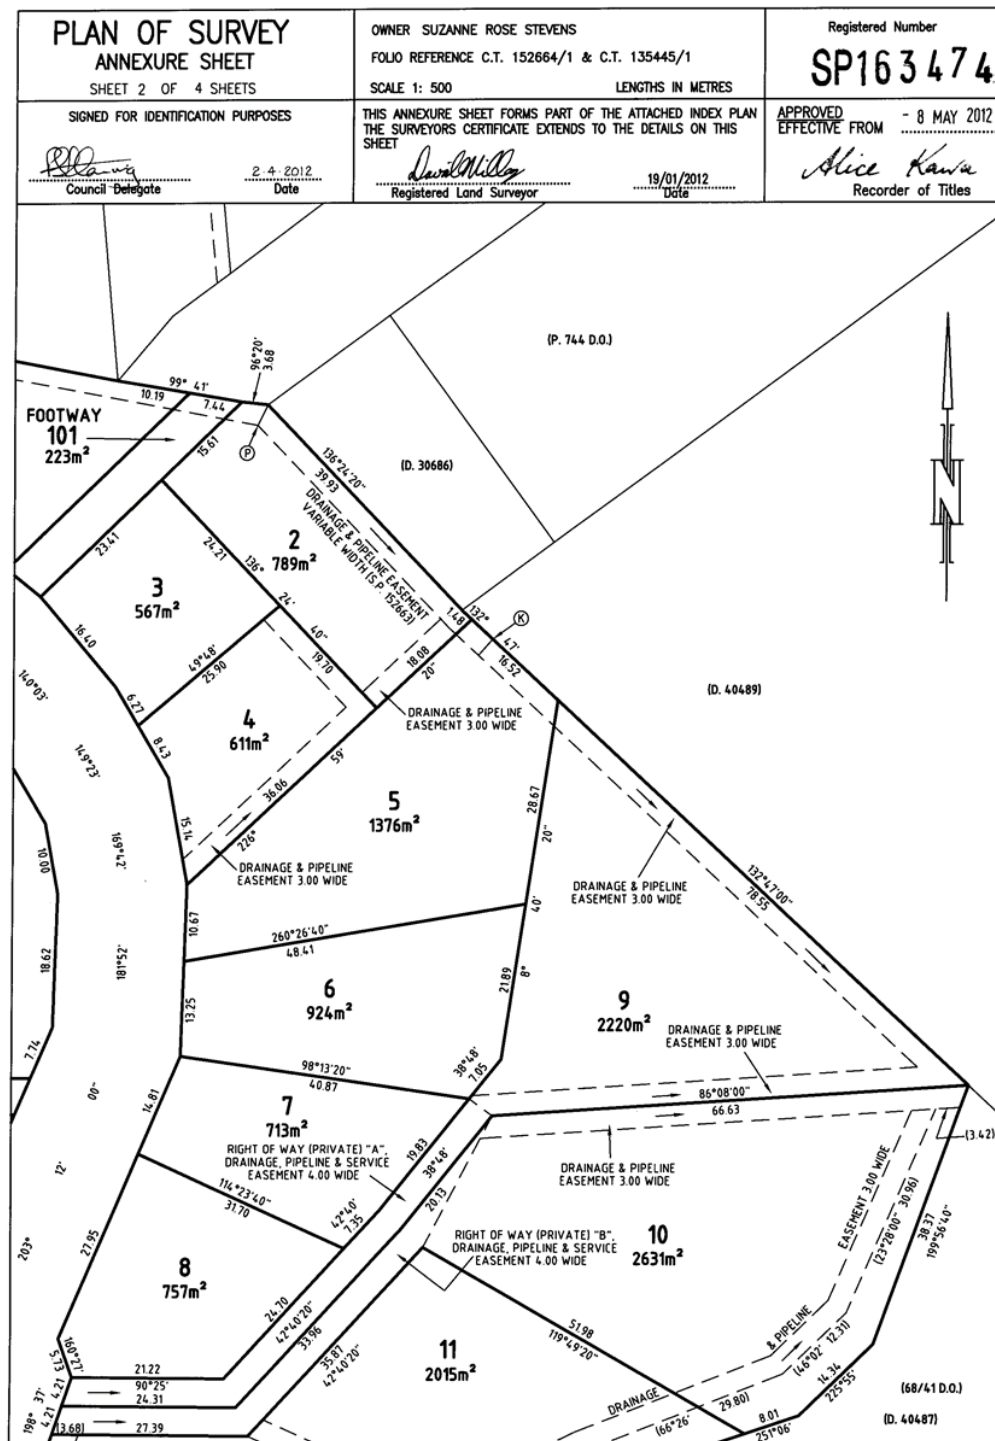 PLAN OF SURVEY
ANNEXURE SHEET
SHEET 2 OF 4 SHEETS
OWNER SUZANNE ROSE STEVENS
FOLIO REFERENCE C.T. 152664/1 & C.T. 135445/1
SCALE 1: 500 LENGTHS IN METRES
Registered Number
SP163474
SIGNED FOR IDENTIFICATION PURPOSES
Council Delegate
2-4-2012
Date
THIS ANNEXURE SHEET FORMS PART OF THE ATTACHED INDEX PLAN
THE SURVEYORS CERTIFICATE EXTENDS TO THE DETAILS ON THIS
SHEET
Registered Land Surveyor
19/01/2012
Date
APPROVED
EFFECTIVE FROM - 8 MAY 2012
Alice Kawa
Recorder of Titles
(P. 744 D.O.)
96°20'
3.68
99° 41'
10.19
7.44
FOOTWAY
101
223m²
15.61
P
136°24'20"
39.93
(D. 30686)
DRAINAGE & PIPELINE EASEMENT
VARIABLE WIDTH (S.P. 152663)
N
23.41
24.21
136°
24'
40"
19.70
2
789m²
3
567m²
1.48
132°
47'
16.52
K
16.40
49°48'
25.90
18.08
20'
140°03'
6.27
(D. 40489)
DRAINAGE & PIPELINE
EASEMENT 3.00 WIDE
4
611m²
8.43
149°23'
59'
36.06
226°
15.14
5
1376m²
28.67
20"
40'
169°42'
10.00
DRAINAGE & PIPELINE
EASEMENT 3.00 WIDE
DRAINAGE & PIPELINE
EASEMENT 3.00 WIDE
132°47'00"
78.55
10.67
260°26'40"
48.41
18.62
181°52'
13.25
6
924m²
21.89
8°
9
2220m²
DRAINAGE & PIPELINE
EASEMENT 3.00 WIDE
7.74
98°13'20"
40.87
38°48'
7.05
00"
14.81
86°08'00"
66.63
7
713m²
(3.42)
RIGHT OF WAY (PRIVATE) "A",
DRAINAGE, PIPELINE & SERVICE
EASEMENT 4.00 WIDE
19.83
38°48'
20.13
DRAINAGE & PIPELINE
EASEMENT 3.00 WIDE
12'
114°23'40"
31.70
42°40'
7.35
EASEMENT 3.00 WIDE
(23°28'00" 30.96)
38.37
199°56'40"
203°
27.95
RIGHT OF WAY (PRIVATE) "B",
DRAINAGE, PIPELINE & SERVICE
EASEMENT 4.00 WIDE
10
2631m²
8
757m²
24.70
42°40'20"
33.96
35.87
42°40'20"
51.98
119°49'20"
& PIPELINE
(46°02' 12.31)
160°27'
5.73
11
2015m²
21.22
90°25'
24.31
14.34
225°55'
(68/41 D.O.)
198° 37'
4.21 4.21
DRAINAGE
(66°26' 29.80)
8.01
251°06'
(D. 40487)
(3.68)
27.39